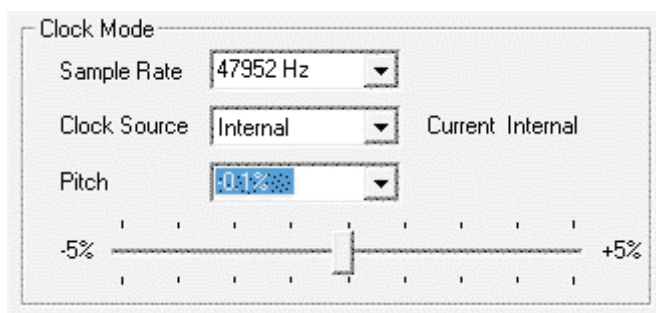 Clock Mode
Sample Rate 47952 Hz
Clock Source Internal Current Internal
Pitch -0.1%
-5% +5%